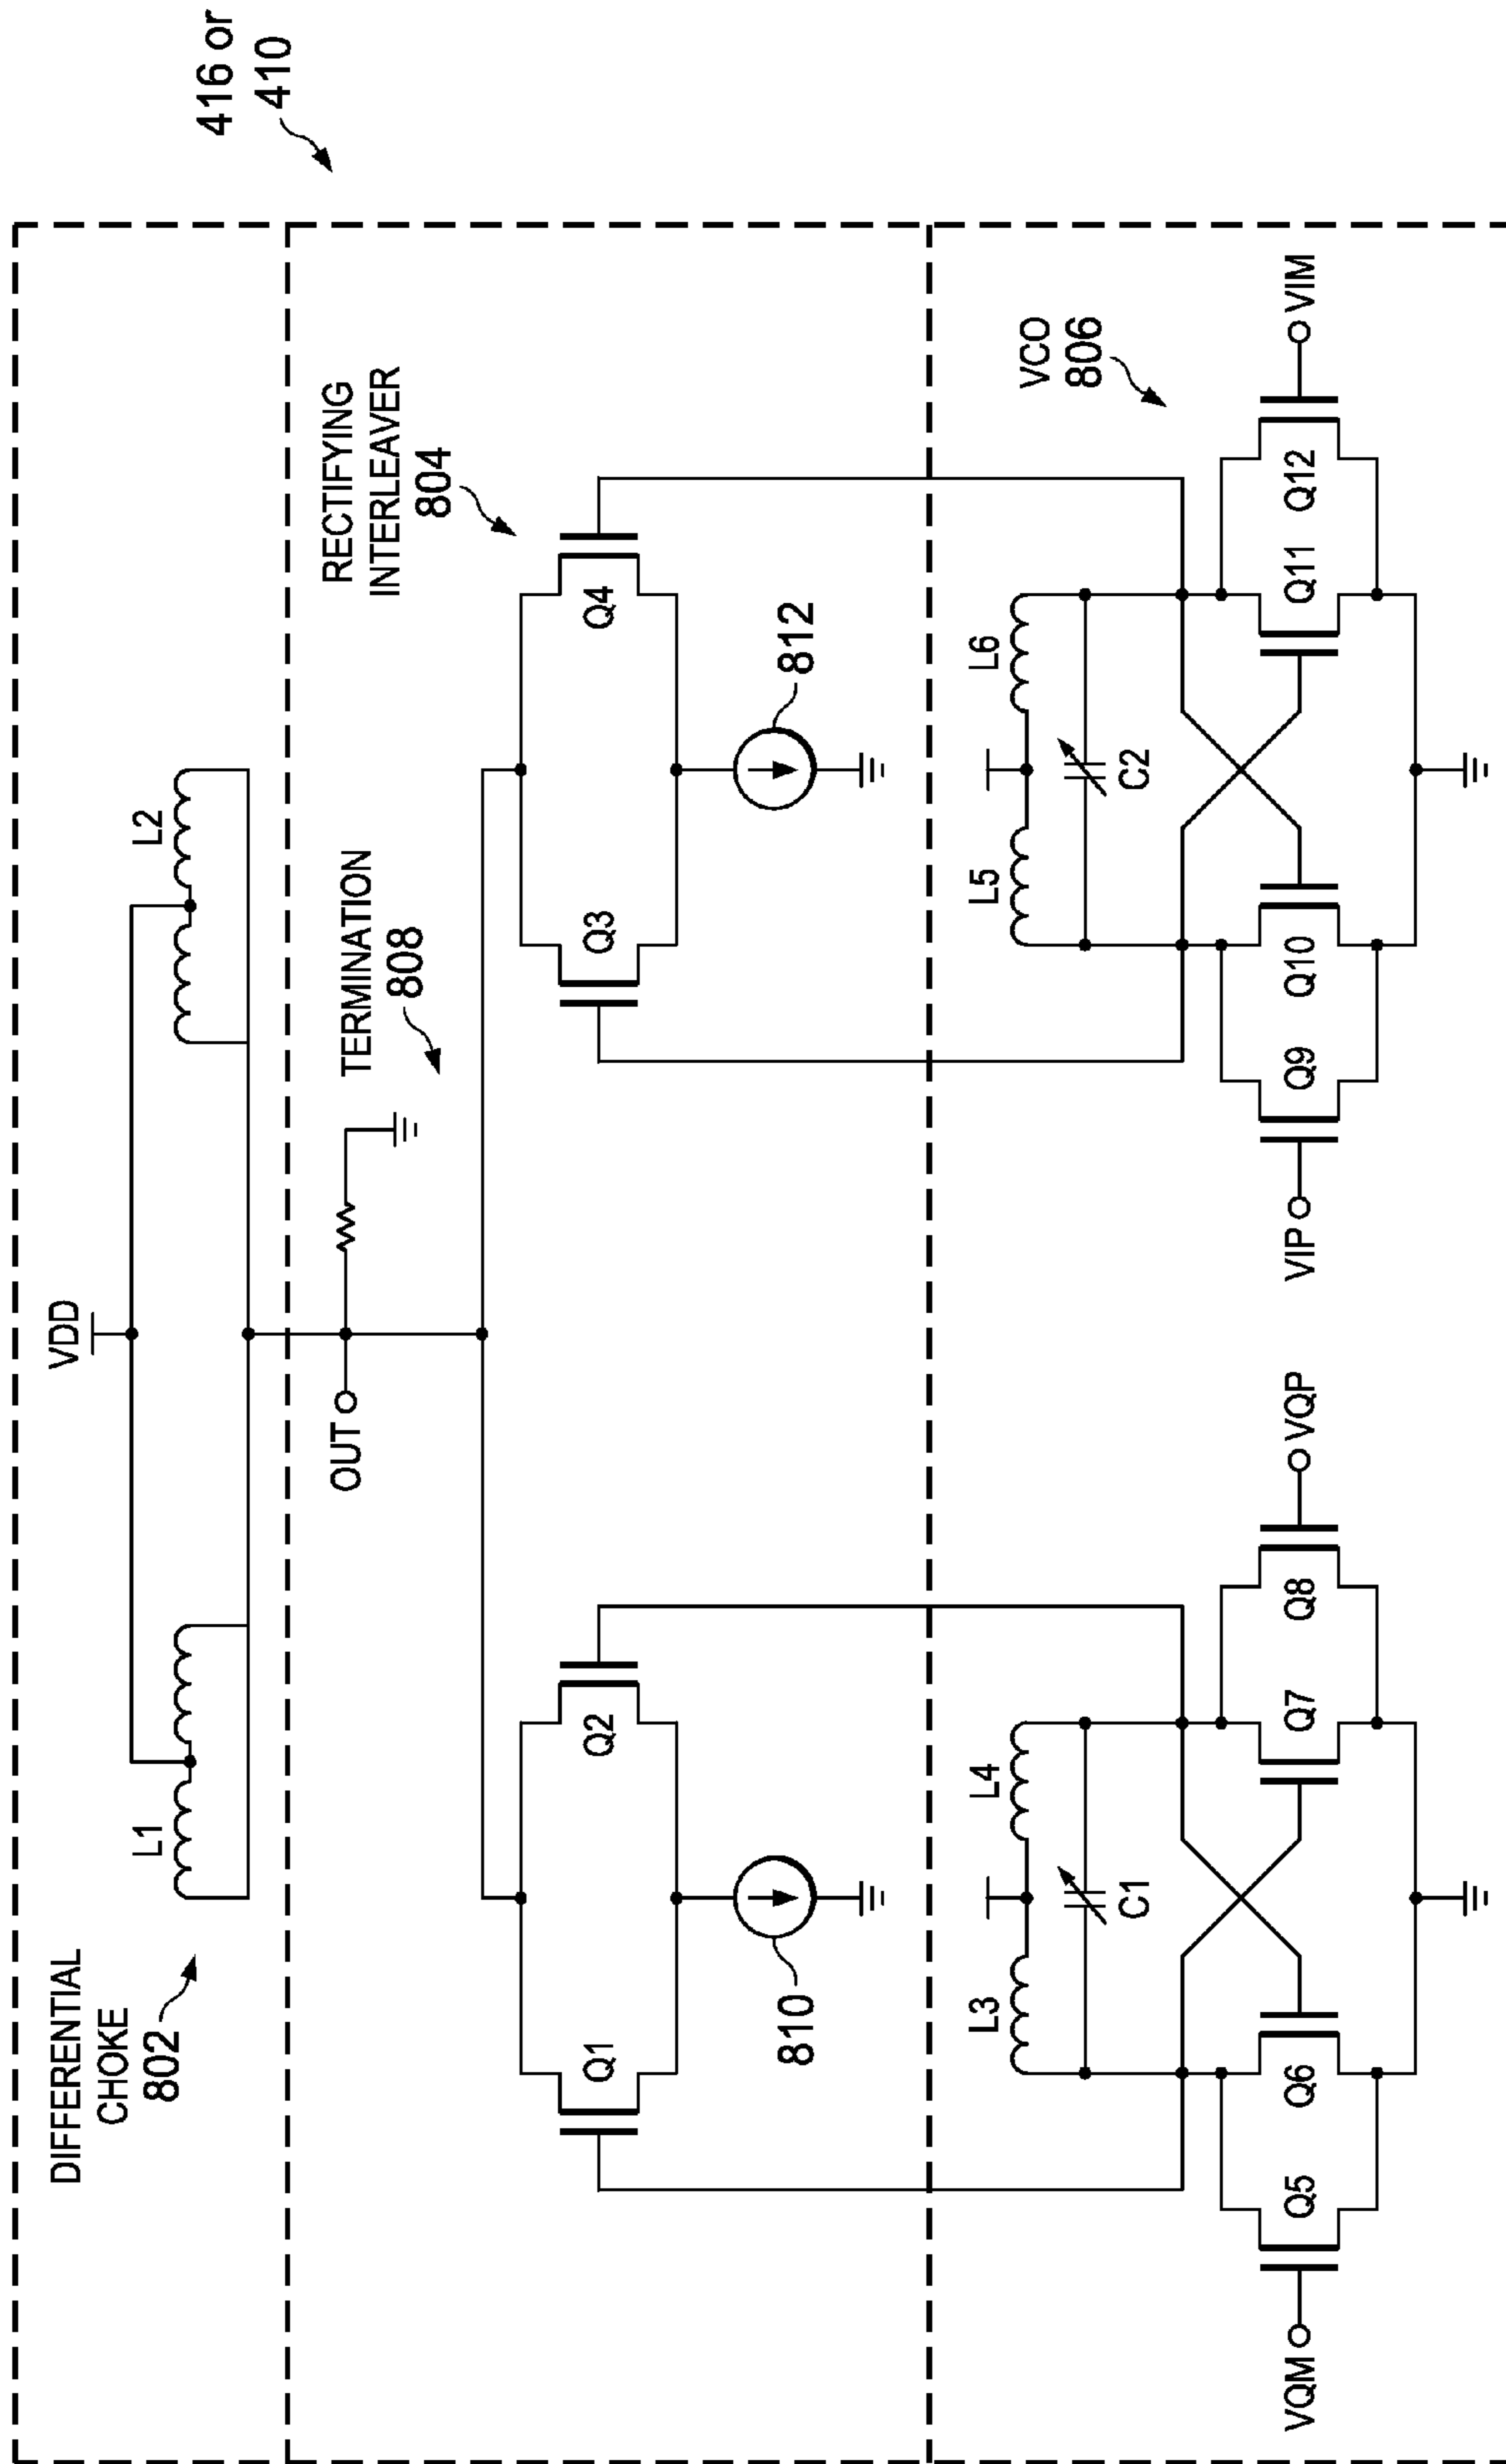 416 or
410
DIFFERENTIAL
CHOKE
802
L1
VDD
L2
OUT
TERMINATION
808
RECTIFYING
INTERLEAVER
804
Q1
Q2
Q3
Q4
810
812
VCO
806
L3
L4
L5
L6
C1
C2
VQM
Q5
Q6
Q7
Q8
VQP
VIP
Q9
Q10
Q11
Q12
VIM